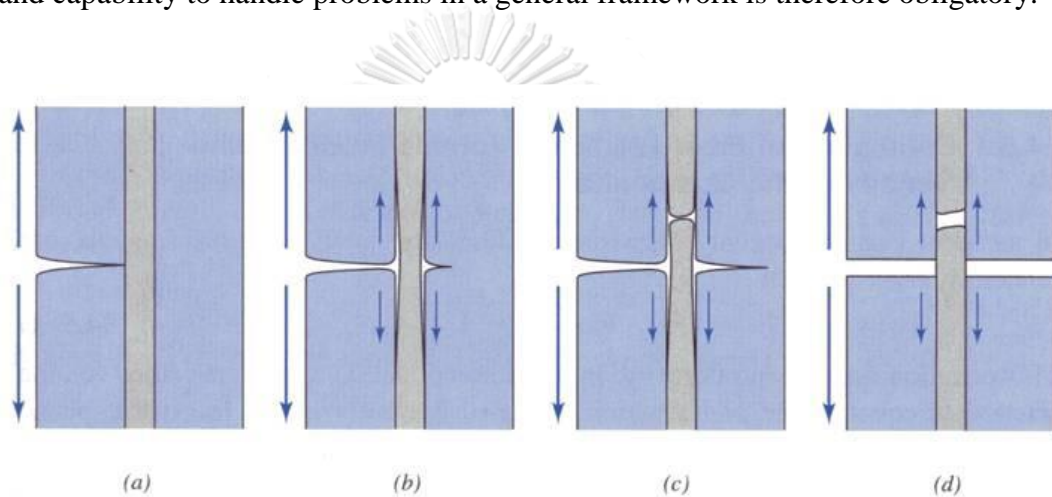 and capability to handle problems in a general framework is therefore obligatory.
(a) (b) (c) (d)